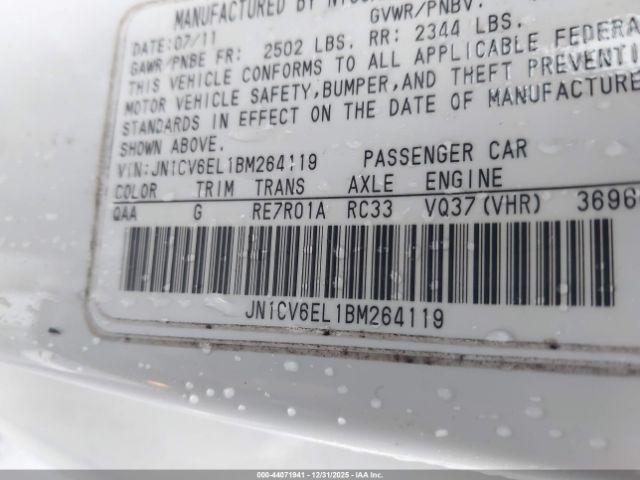 MANUFACTURED BY
GVWR/PNBV:
DATE:07/11
GAWR/PNBE FR: 2502 LBS. RR: 2344 LBS.
THIS VEHICLE CONFORMS TO ALL APPLICABLE FEDERA
MOTOR VEHICLE SAFETY,BUMPER,AND THEFT PREVENTI
STANDARDS IN EFFECT ON THE DATE OF MANUFACTURE
SHOWN ABOVE.
VIN:JN1CV6EL1BM264119 PASSENGER CAR
COLOR TRIM TRANS AXLE ENGINE
QAA G RE7R01A RC33 VQ37(VHR) 3696
JN1CV6EL1BM264119
000-44071941 - 12/31/2025 - IAAI.com